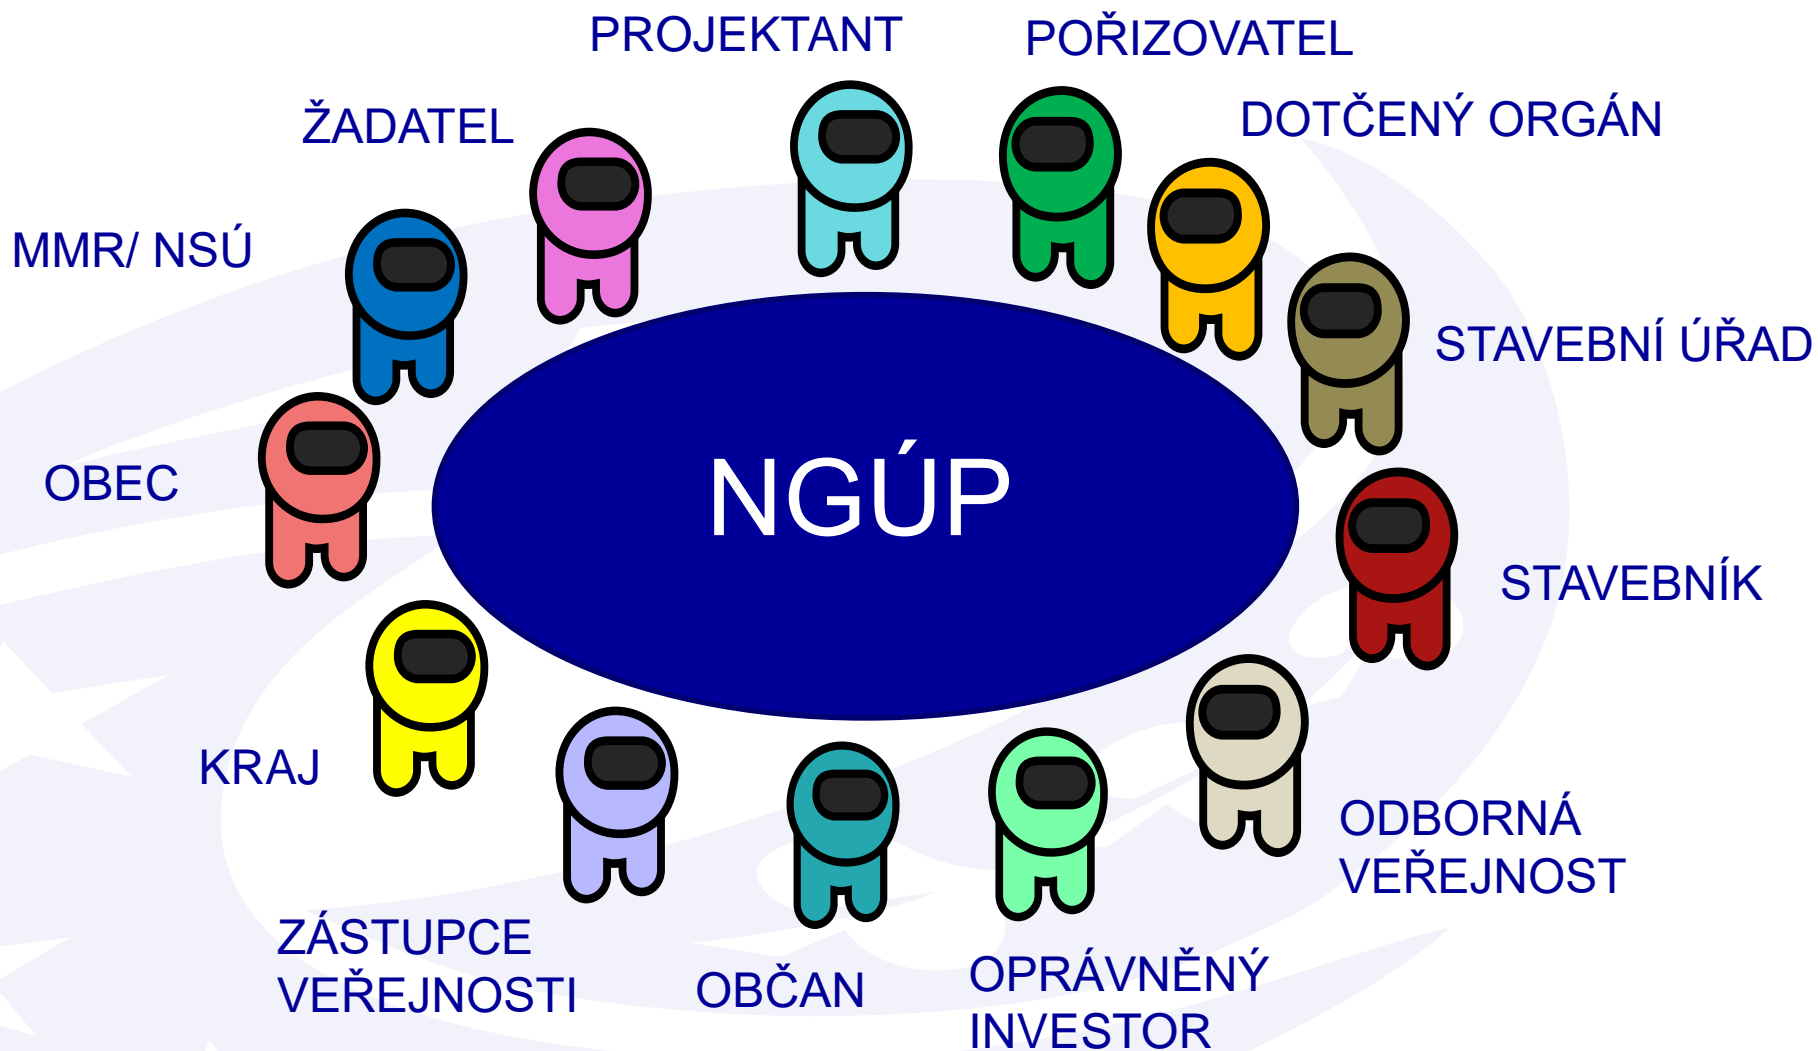 PROJEKTANT
POŘIZOVATEL
ŽADATEL
DOTČENÝ ORGÁN
MMR/ NSÚ
STAVEBNÍ ÚŘAD
OBEC
NGÚP
STAVEBNÍK
KRAJ
ODBORNÁ
VEŘEJNOST
ZÁSTUPCE
VEŘEJNOSTI
OBČAN
OPRÁVNĚNÝ
INVESTOR